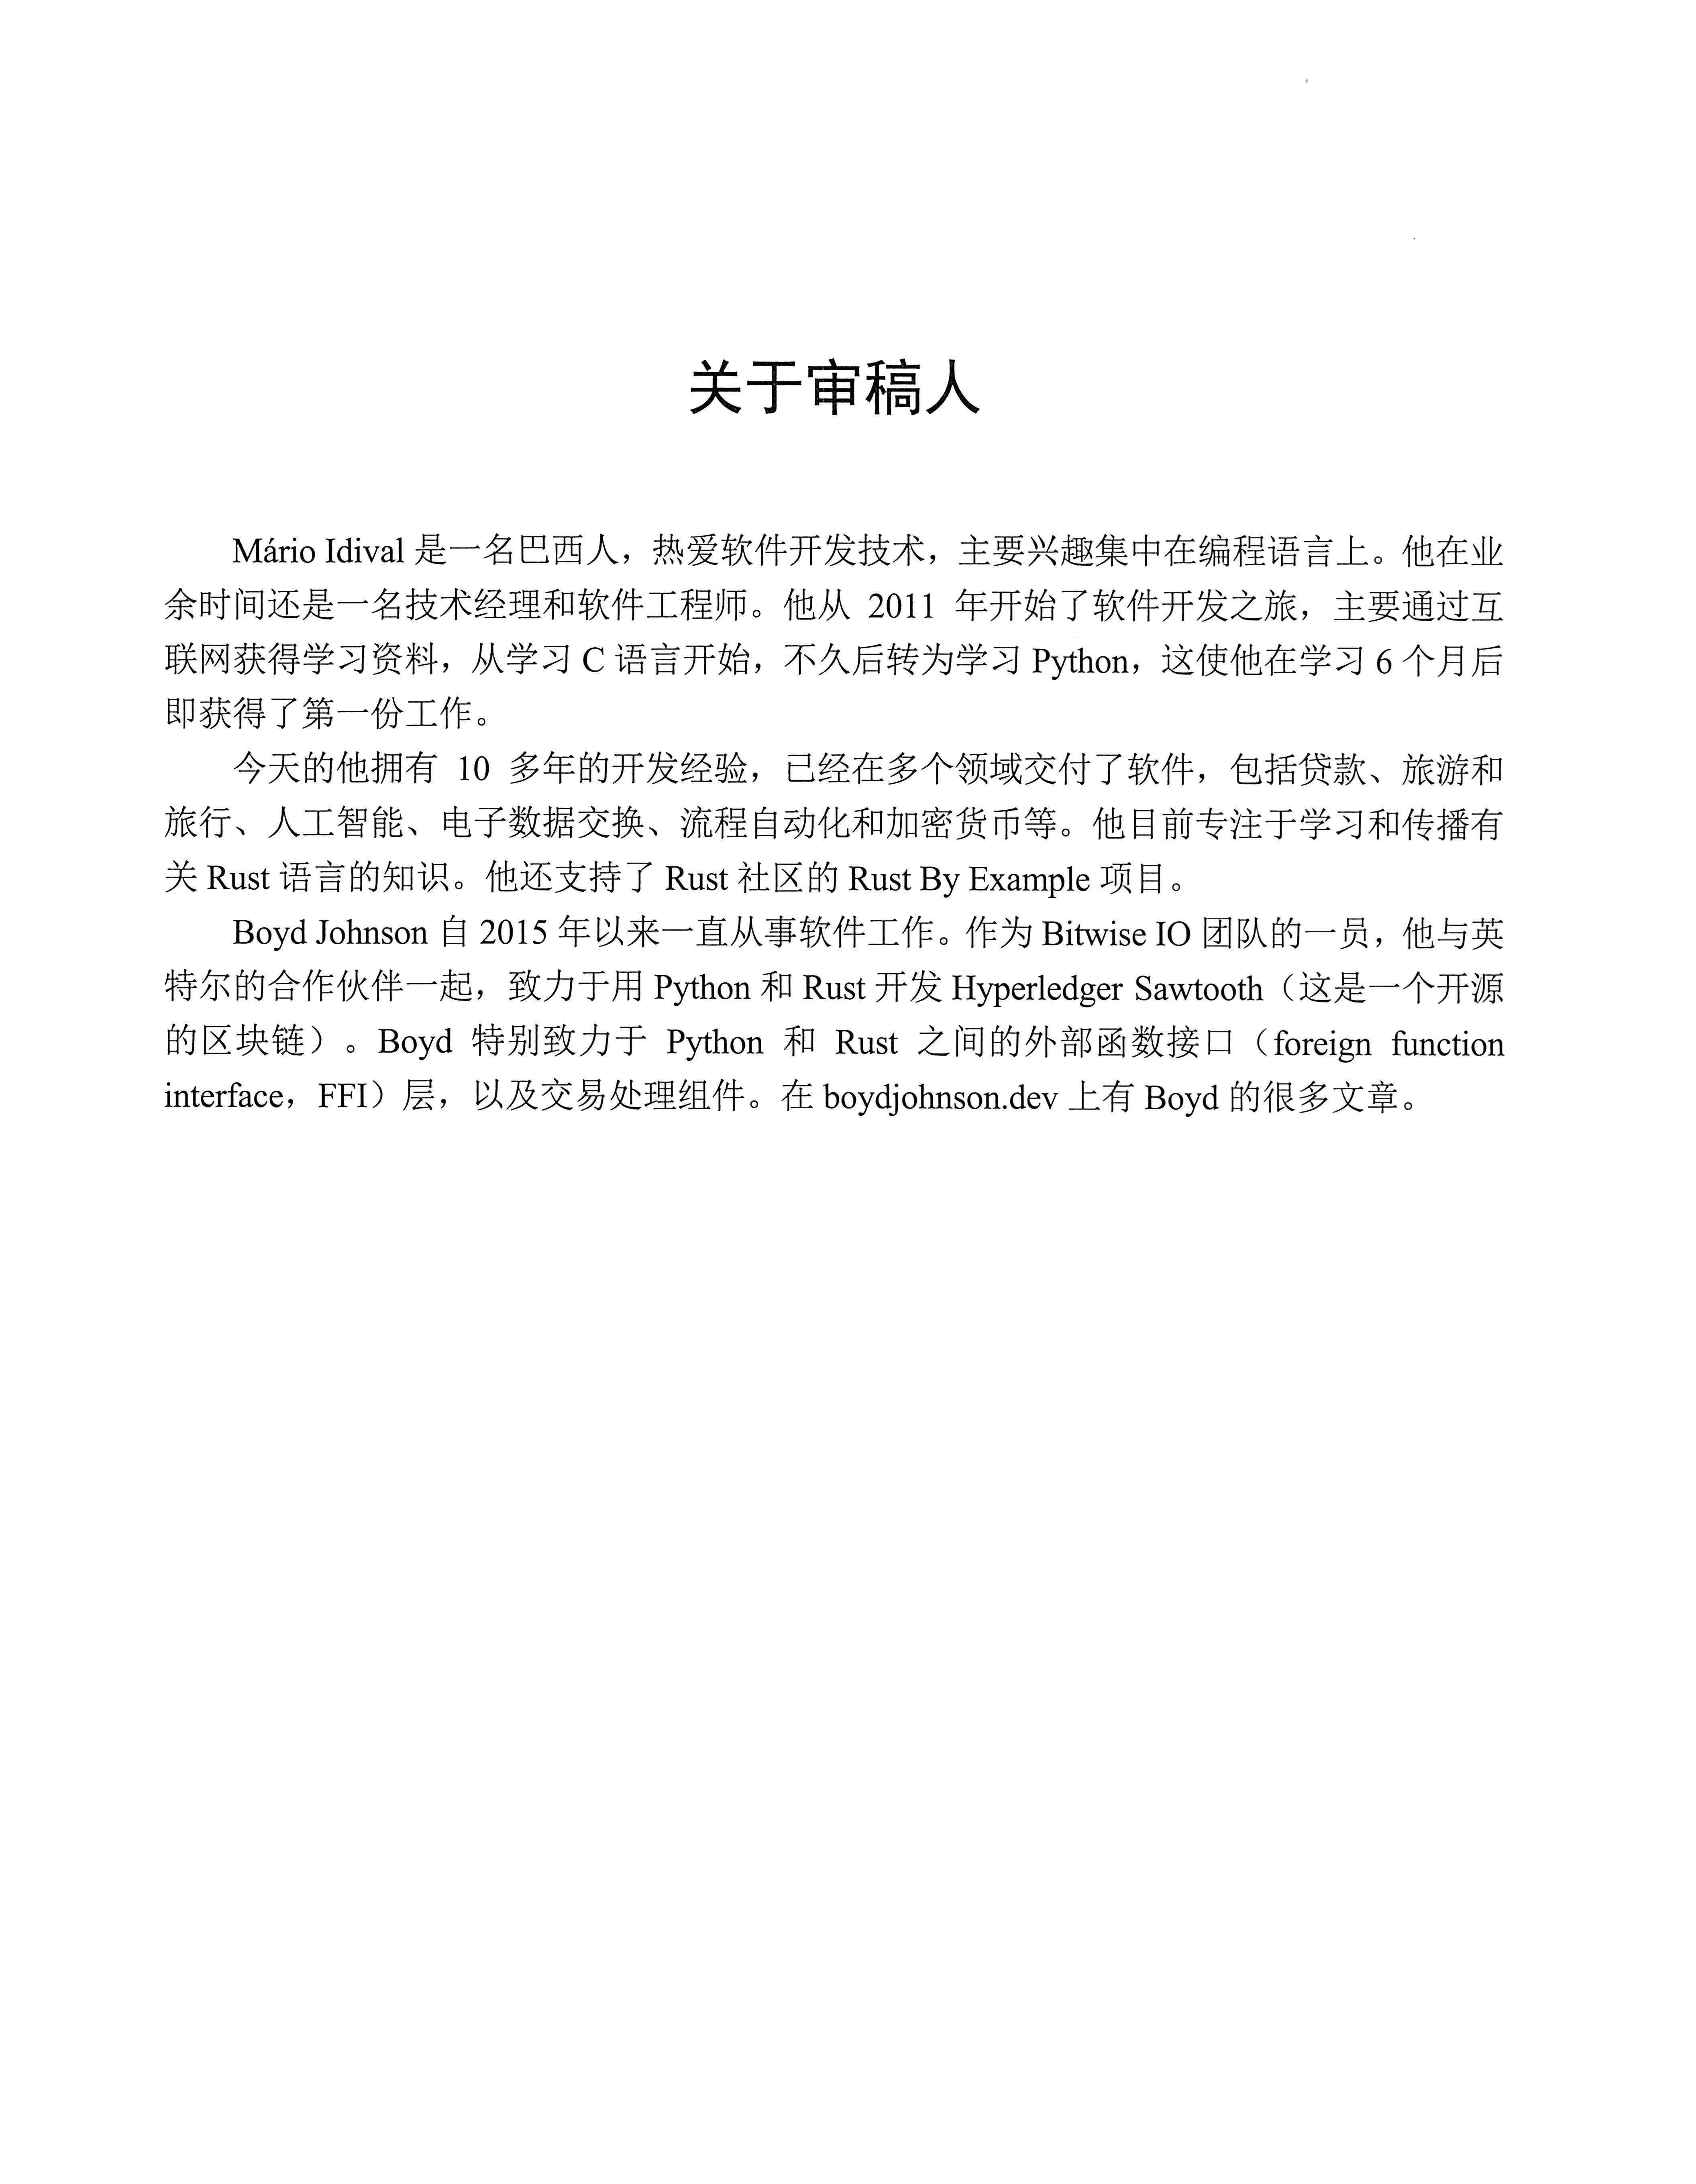 关于审稿人
Mário Idival 是一名巴西人，热爱软件开发技术，主要兴趣集中在编程语言上。他在业
余时间还是一名技术经理和软件工程师。他从 2011 年开始了软件开发之旅，主要通过互
联网获得学习资料，从学习 C 语言开始，不久后转为学习 Python，这使他在学习 6 个月后
即获得了第一份工作。
今天的他拥有 10 多年的开发经验，已经在多个领域交付了软件，包括贷款、旅游和
旅行、人工智能、电子数据交换、流程自动化和加密货币等。他目前专注于学习和传播有
关 Rust 语言的知识。他还支持了 Rust 社区的 Rust By Example 项目。
Boyd Johnson 自 2015 年以来一直从事软件工作。作为 Bitwise IO 团队的一员，他与英
特尔的合作伙伴一起，致力于用 Python 和 Rust 开发 Hyperledger Sawtooth（这是一个开源
的区块链）。Boyd 特别致力于 Python 和 Rust 之间的外部函数接口（foreign function
interface，FFI）层，以及交易处理组件。在 boydjohnson.dev 上有 Boyd 的很多文章。